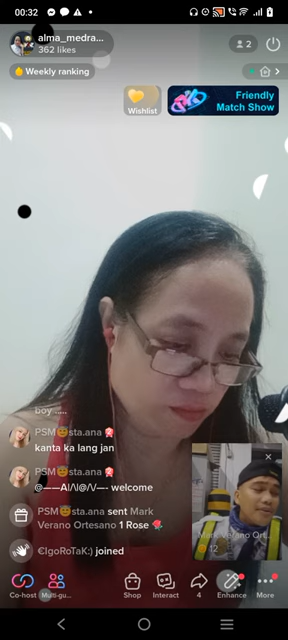 00:32
alma_medra...
362 likes
2
Weekly ranking
Wishlist
Friendly
Match Show
boy .....
PSM😇sta.ana
kanta ka lang jan
PSM😇sta.ana
welcome
PSM😇sta.ana sent Mark
Verano Ortesano 1 Rose 🌹
€IgoRoTaK:) joined
Mark Verano Ort...
12
Co-host
Multi-gu...
Shop
Interact
4
Enhance
More